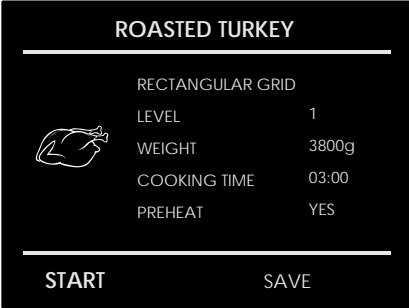 ROASTED TURKEY
RECTANGULAR GRID
LEVEL 1
WEIGHT 3800g
COOKING TIME 03:00
PREHEAT YES
START SAVE